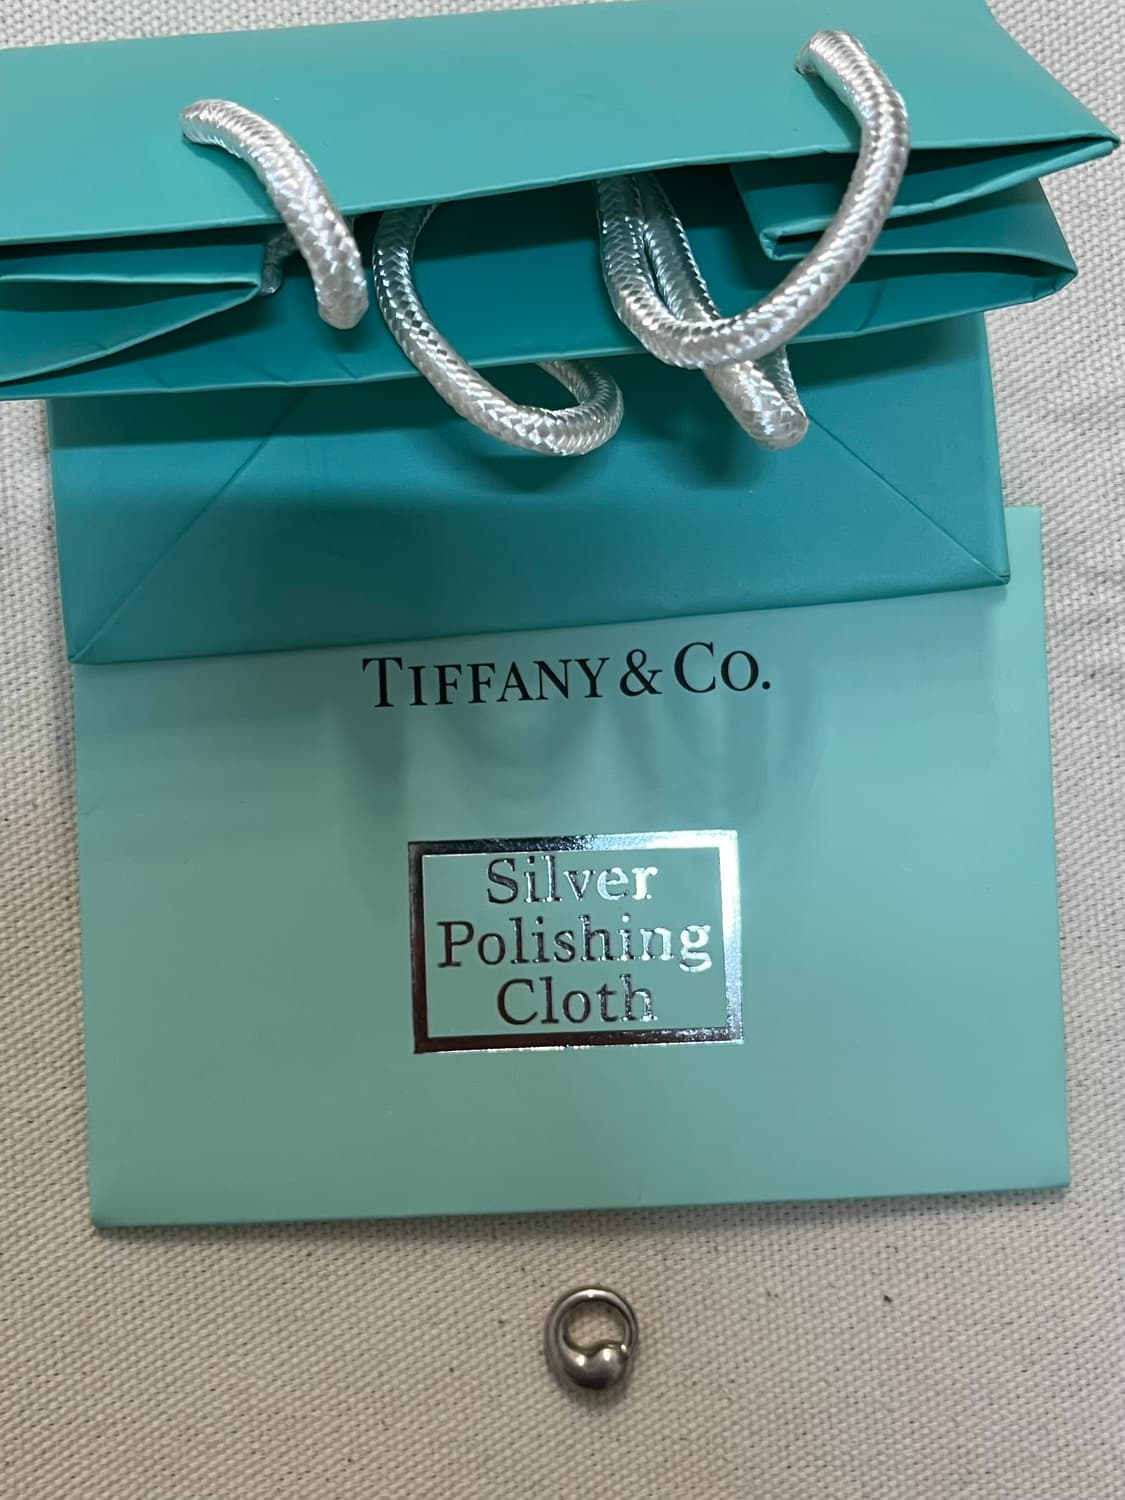 TIFFANY & CO.
Silver
Polishing
Cloth